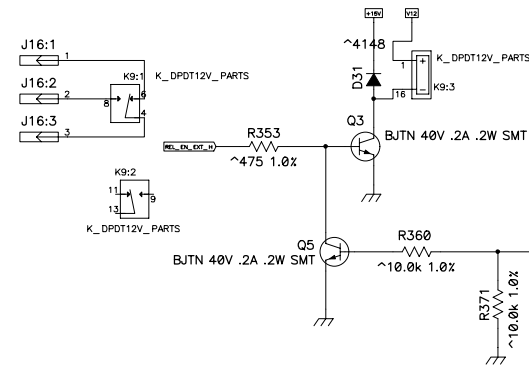 +15V
V12
J16:1
1
^4148
K_DPDT12V_PARTS
K9:1
K_DPDT12V_PARTS
1
+
D31
J16:2
2
8
6
16
-
K9:3
4
J16:3
3
Q3
R353
BJTN 40V .2A .2W SMT
REL_EN_EXT_H
^475 1.0%
K9:2
11
9
13
K_DPDT12V_PARTS
Q5
R360
BJTN 40V .2A .2W SMT
^10.0k 1.0%
R371
^10.0k 1.0%